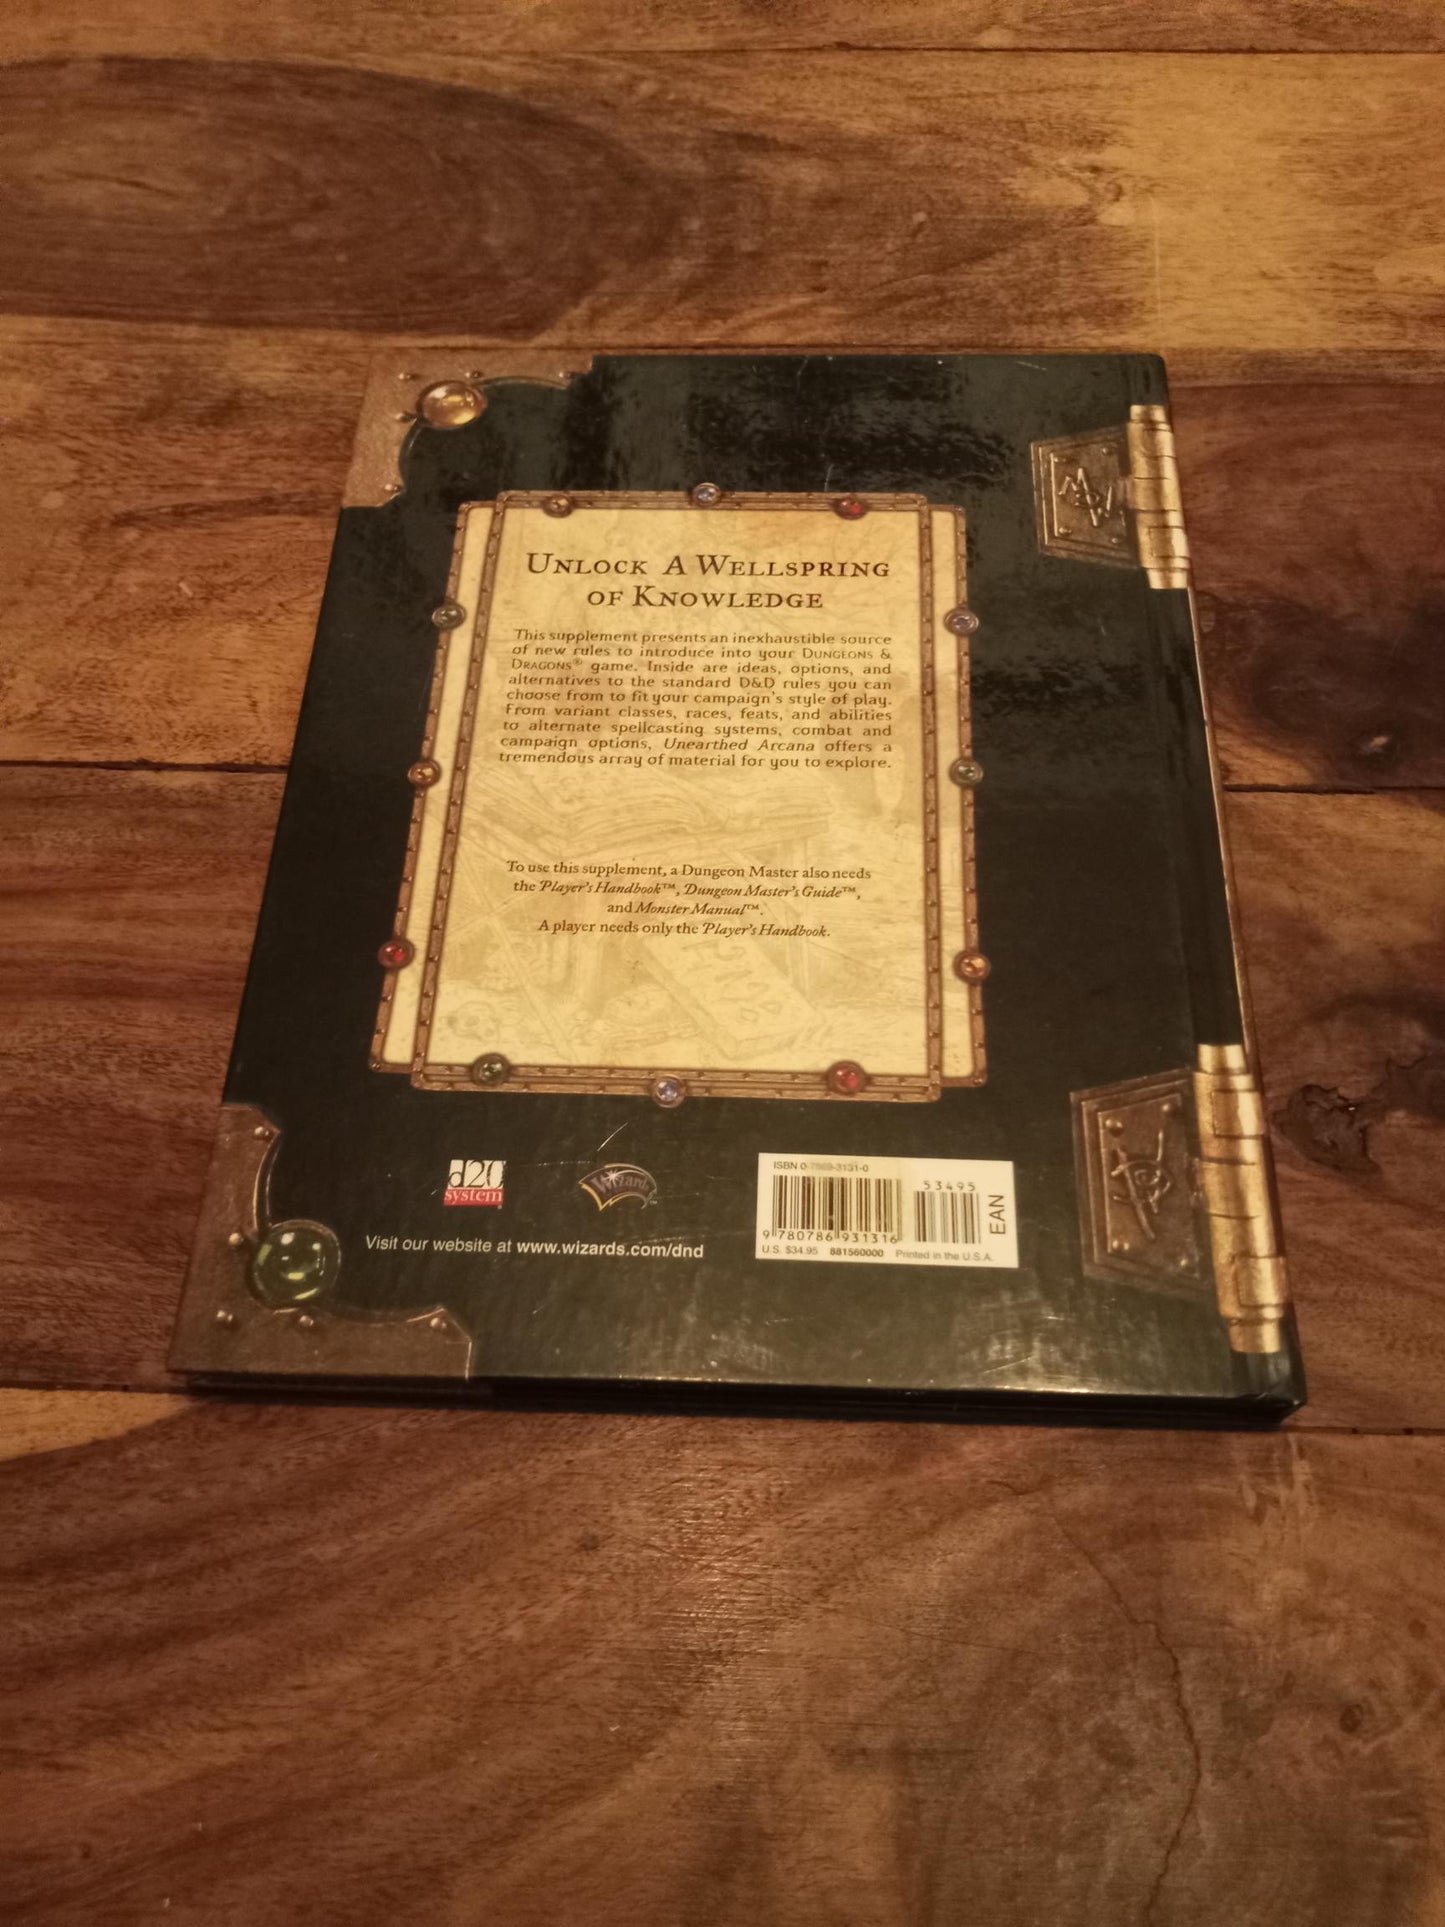 UNLOCK A WELLSPRING
OF KNOWLEDGE
This supplement presents an inexhaustible source
of new rules to introduce into your DUNGEONS &
DRAGONS® game. Inside are ideas, options, and
alternatives to the standard D&D rules you can
choose from to fit your campaign's style of play.
From variant classes, races, feats, and abilities
to alternate spellcasting systems, combat and
campaign options, Unearthed Arcana offers a
tremendous array of material for you to explore.
To use this supplement, a Dungeon Master also needs
the Player's Handbook™, Dungeon Master's Guide™,
and Monster Manual™.
A player needs only the Player's Handbook.
d20
system
Wizards
Visit our website at www.wizards.com/dnd
ISBN 0-7869-3131-0
53495
9 780786 931316
EAN
U.S. $34.95 881560000 Printed in the U.S.A.